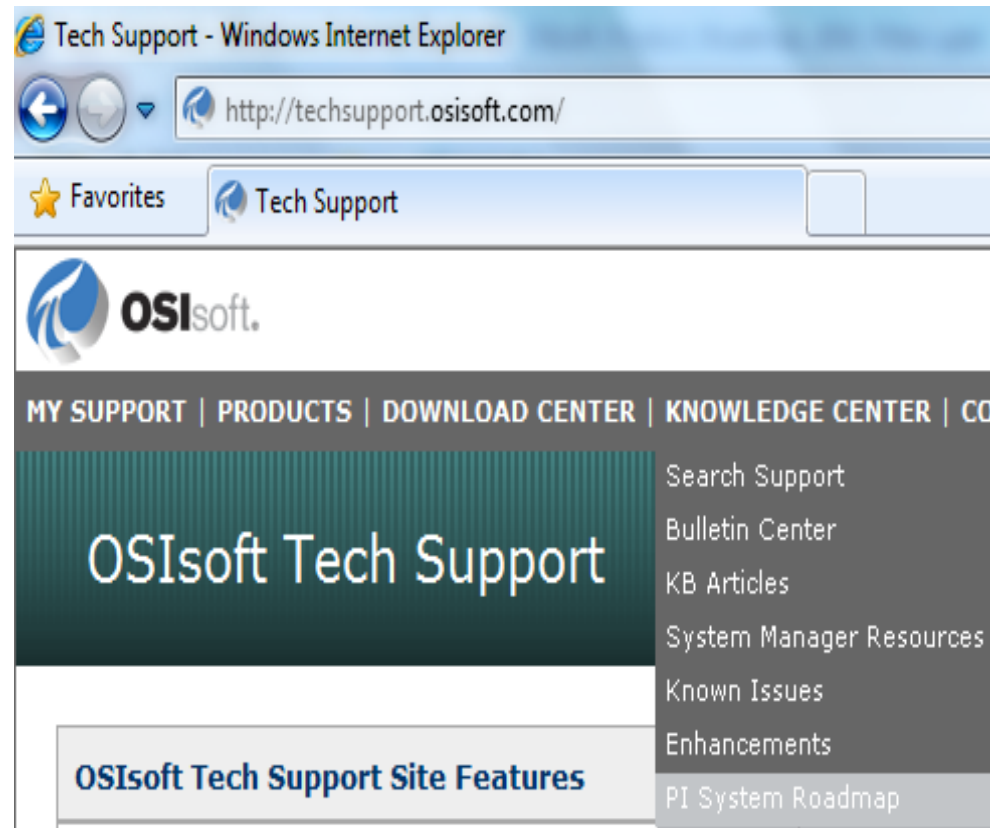 Tech Support - Windows Internet Explorer
http://techsupport.osisoft.com/
Favorites
Tech Support
OSIsoft.
MY SUPPORT | PRODUCTS | DOWNLOAD CENTER | KNOWLEDGE CENTER | CO
Search Support
Bulletin Center
OSIsoft Tech Support
KB Articles
System Manager Resources
Known Issues
Enhancements
OSIsoft Tech Support Site Features
PI System Roadmap